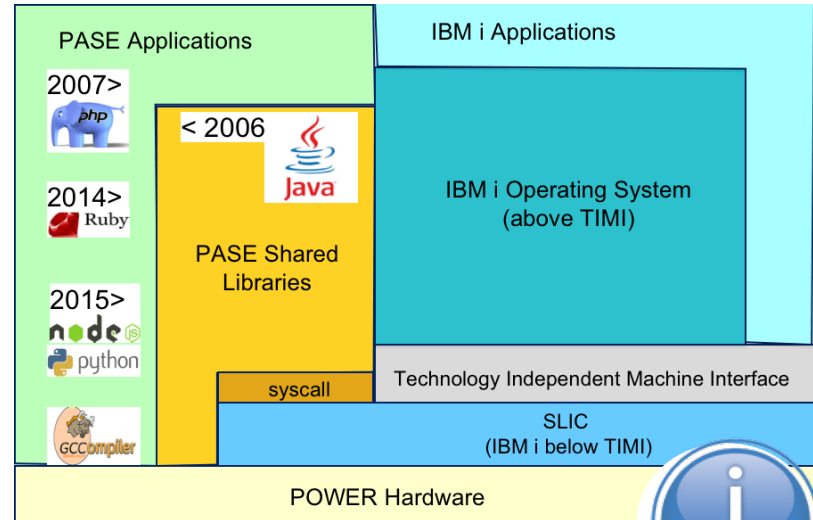 PASE Applications
IBM i Applications
2007>
php
< 2006
Java
2014>
Ruby
IBM i Operating System
(above TIMI)
PASE Shared
Libraries
2015>
node
JS
python
syscall
Technology Independent Machine Interface
GCCompiler
SLIC
(IBM i below TIMI)
POWER Hardware
i